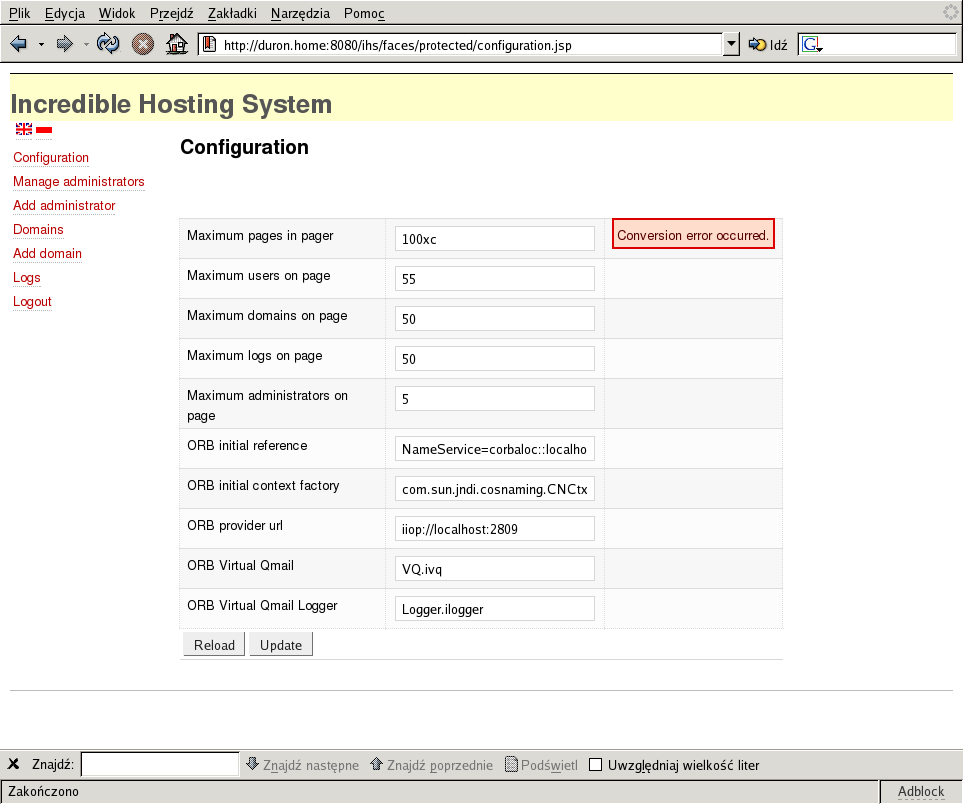 Plik Edycja Widok Przejdź Zakładki Narzędzia Pomoc
http://duron.home:8080/ihs/faces/protected/configuration.jsp Idź G
Incredible Hosting System
Configuration
Manage administrators
Add administrator
Domains
Add domain
Logs
Logout
Configuration
Maximum pages in pager 100xc Conversion error occurred.
Maximum users on page 55
Maximum domains on page 50
Maximum logs on page 50
Maximum administrators on
page 5
ORB initial reference NameService=corbaloc::localho
ORB initial context factory com.sun.jndi.cosnaming.CNCtx
ORB provider url iiop://localhost:2809
ORB Virtual Qmail VQ.ivq
ORB Virtual Qmail Logger Logger.ilogger
Reload Update
Znajdź: Znajdź następne Znajdź poprzednie Podświetl Uwzględniaj wielkość liter
Zakończono Adblock